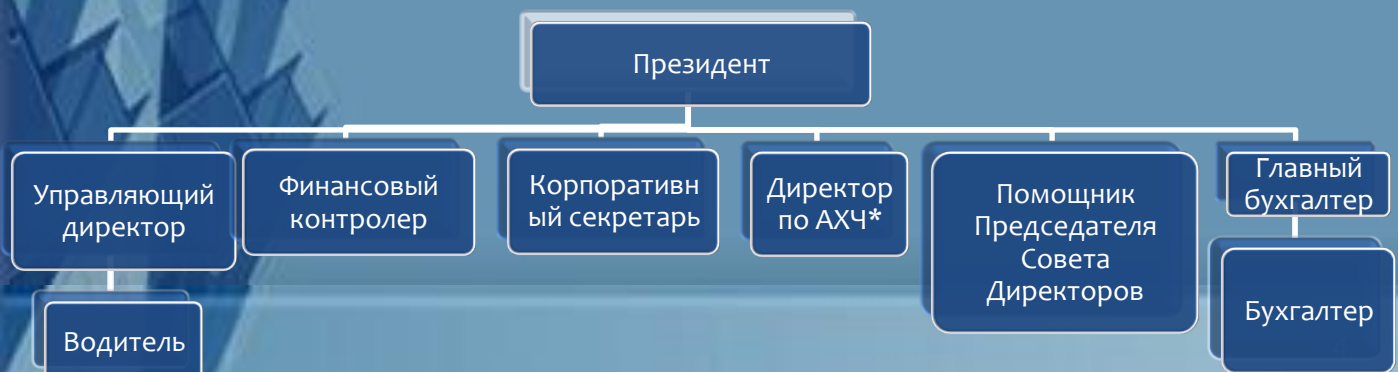 Президент
Управляющий
директор
Финансовый
контролер
Корпоративн
ый секретарь
Директор
по АХЧ*
Помощник
Председателя
Совета
Директоров
Главный
бухгалтер
Водитель
Бухгалтер